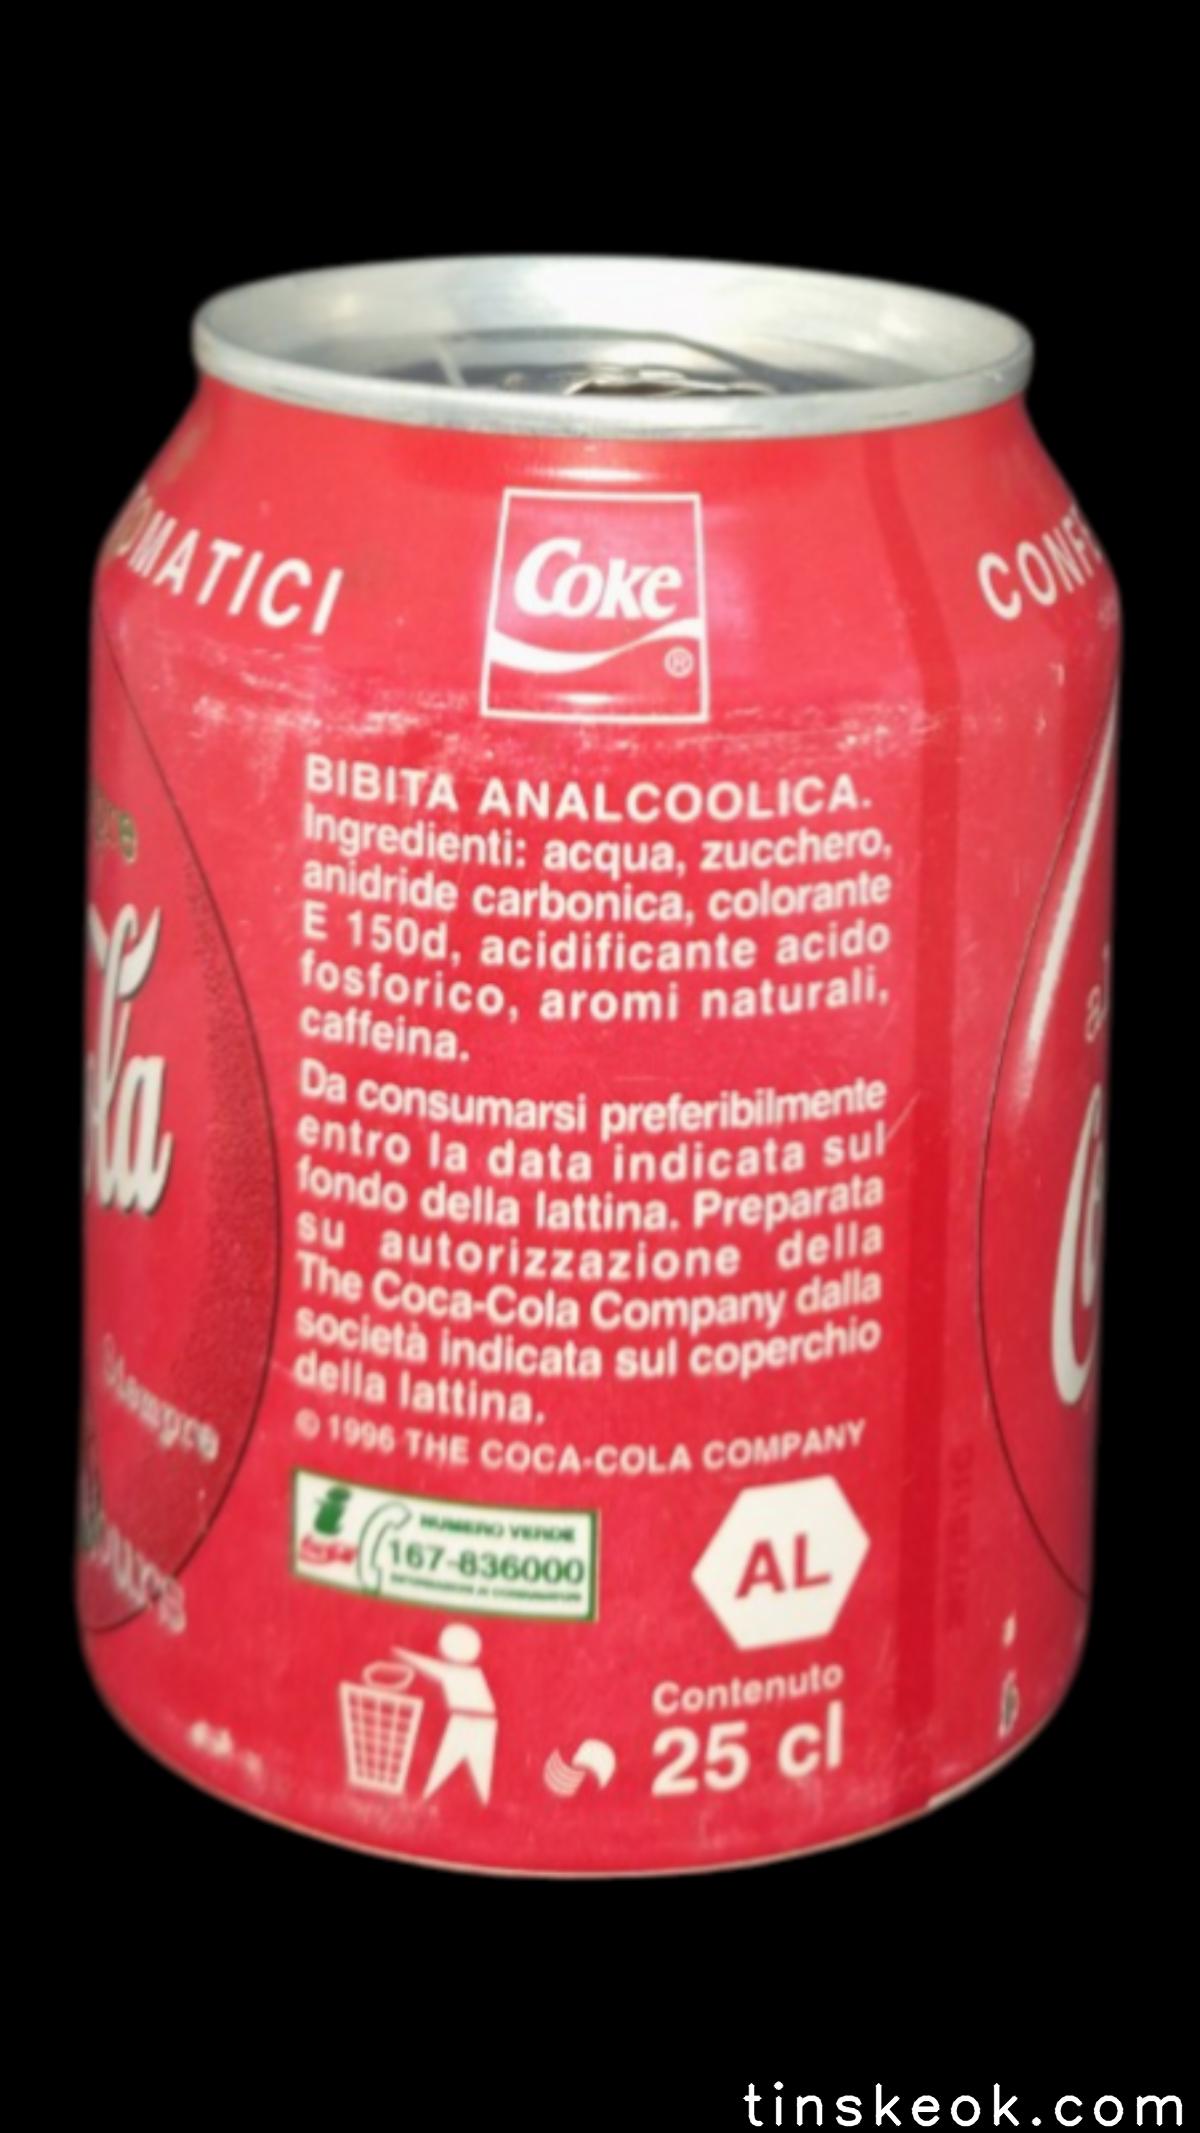 MATICI
Coke
®
BIBITA ANALCOOLICA.
Ingredienti: acqua, zucchero,
anidride carbonica, colorante
E 150d, acidificante acido
fosforico, aromi naturali,
caffeina.
Da consumarsi preferibilmente
entro la data indicata sul
fondo della lattina. Preparata
su autorizzazione della
The Coca-Cola Company dalla
società indicata sul coperchio
della lattina.
© 1996 THE COCA-COLA COMPANY
NUMERO VERDE
167-836000
AL
Contenuto
25 cl
CONF
Sempre
tinskeok.com